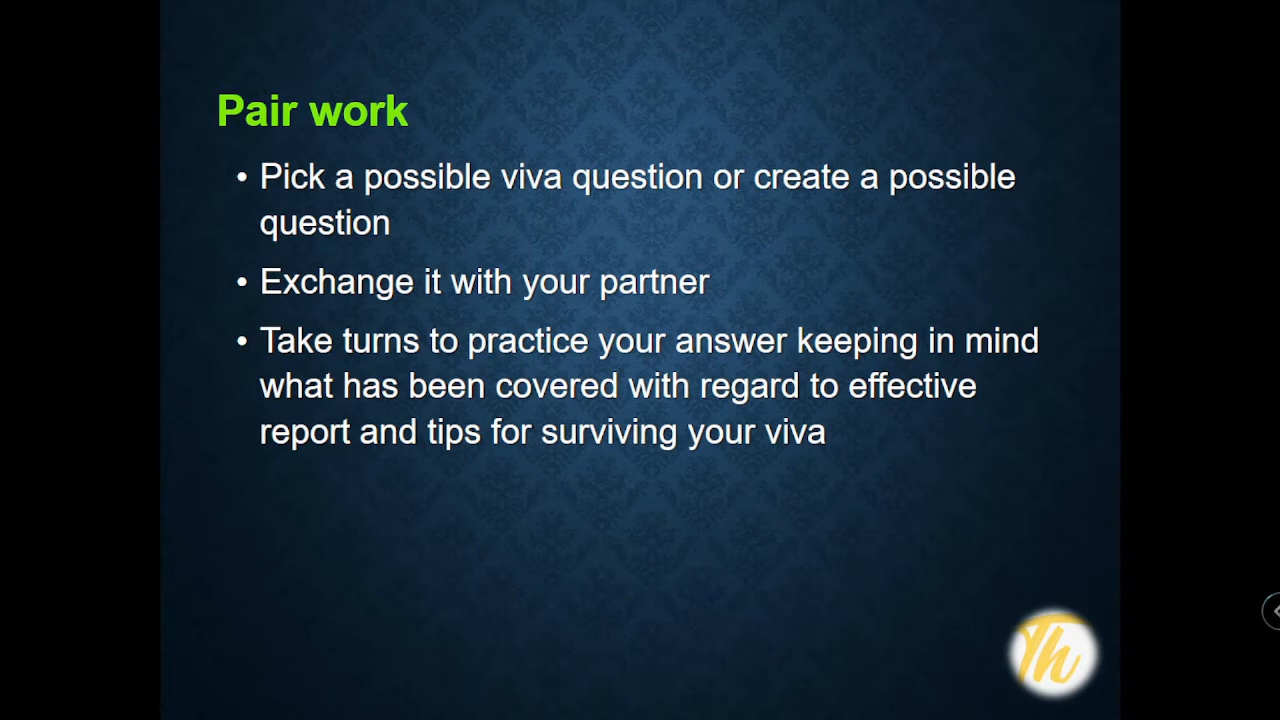 Pair work
• Pick a possible viva question or create a possible
question
• Exchange it with your partner
• Take turns to practice your answer keeping in mind
what has been covered with regard to effective
report and tips for surviving your viva
Th